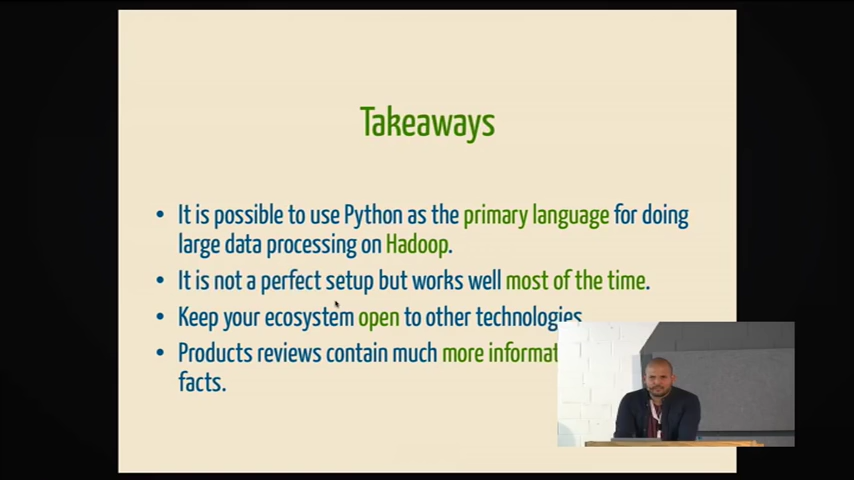 Takeaways
• It is possible to use Python as the primary language for doing
large data processing on Hadoop.
• It is not a perfect setup but works well most of the time.
• Keep your ecosystem open to other technologies
• Products reviews contain much more
facts.